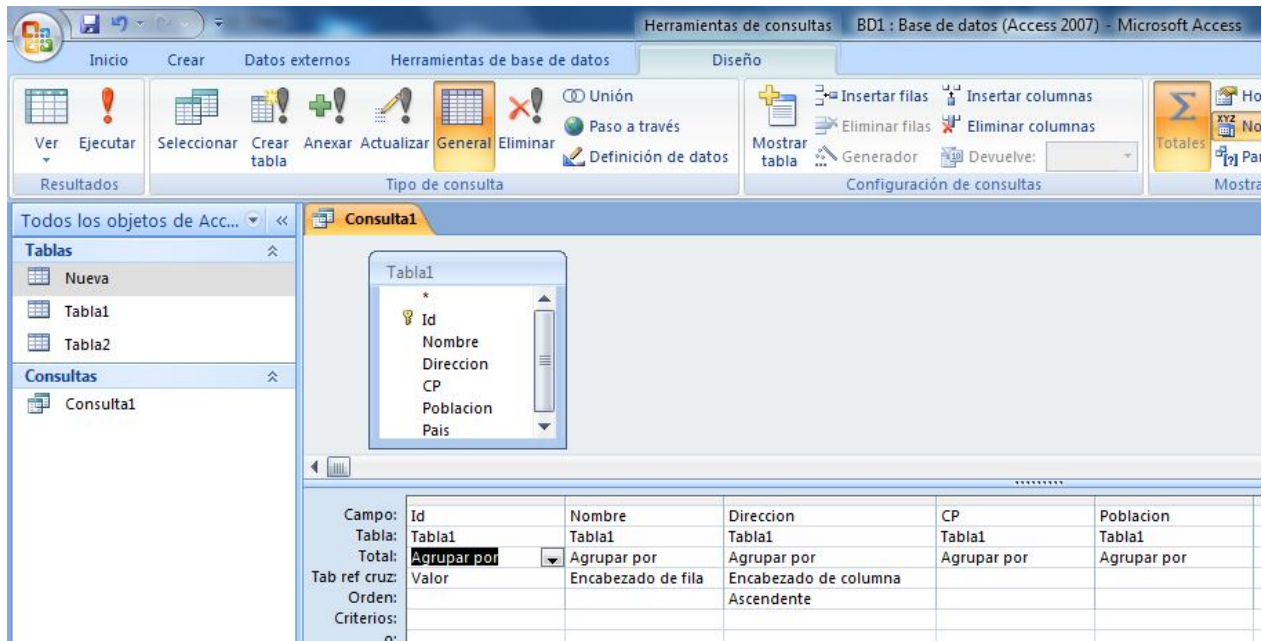 Herramientas de consultas BD1 : Base de datos (Access 2007) - Microsoft Access
Inicio Crear Datos externos Herramientas de base de datos Diseño
Ver Ejecutar Seleccionar Crear tabla Anexar Actualizar General Eliminar
Unión
Paso a través
Definición de datos
Mostrar tabla
Insertar filas
Eliminar filas
Generador
Insertar columnas
Eliminar columnas
Devuelve:
Totales
Ho
XYZ No
Par
Resultados Tipo de consulta Configuración de consultas Mostra
Todos los objetos de Acc... «
Tablas
Nueva
Tabla1
Tabla2
Consultas
Consulta1
Consulta1
Tabla1
*
Id
Nombre
Direccion
CP
Poblacion
Pais
Campo: Id Nombre Direccion CP Poblacion
Tabla: Tabla1 Tabla1 Tabla1 Tabla1 Tabla1
Total: Agrupar por Agrupar por Agrupar por Agrupar por Agrupar por
Tab ref cruz: Valor Encabezado de fila Encabezado de columna
Orden: Ascendente
Criterios:
o: